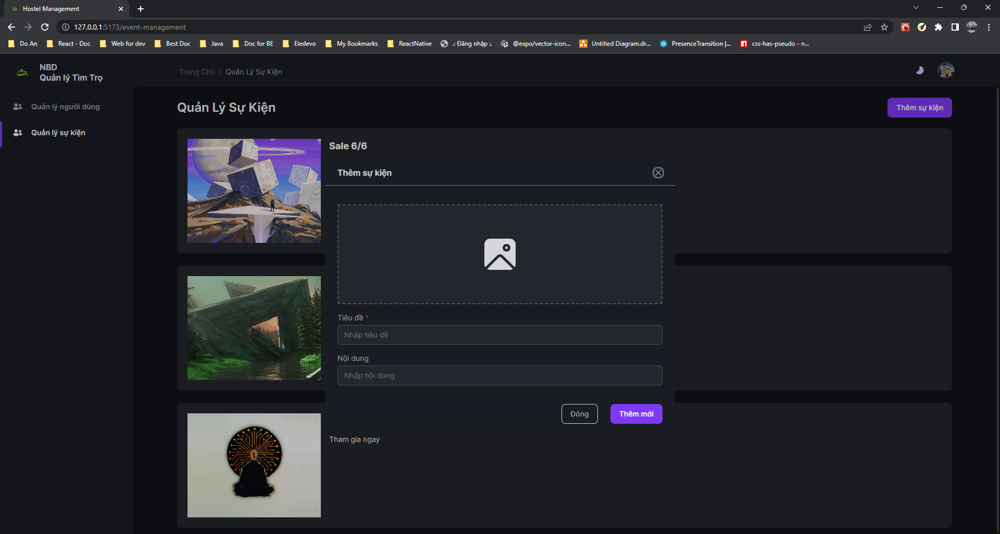 Hostel Management
127.0.0.1:5173/event-management
Do An
React - Doc
Web for dev
Best Doc
Java
Doc for BE
Eledevo
My Bookmarks
ReactNative
.: Đăng nhập :.
@expo/vector-icon...
Untitled Diagram.dr...
PresenceTransition |...
css-has-pseudo - n...
NBD
Quản lý Tìm Trọ
Trang Chủ / Quản Lý Sự Kiện
Quản lý người dùng
Quản lý sự kiện
Quản Lý Sự Kiện
Thêm sự kiện
Sale 6/6
Thêm sự kiện
Tiêu đề *
Nhập tiêu đề
Nội dung
Nhập nội dung
Đóng
Thêm mới
Tham gia ngay